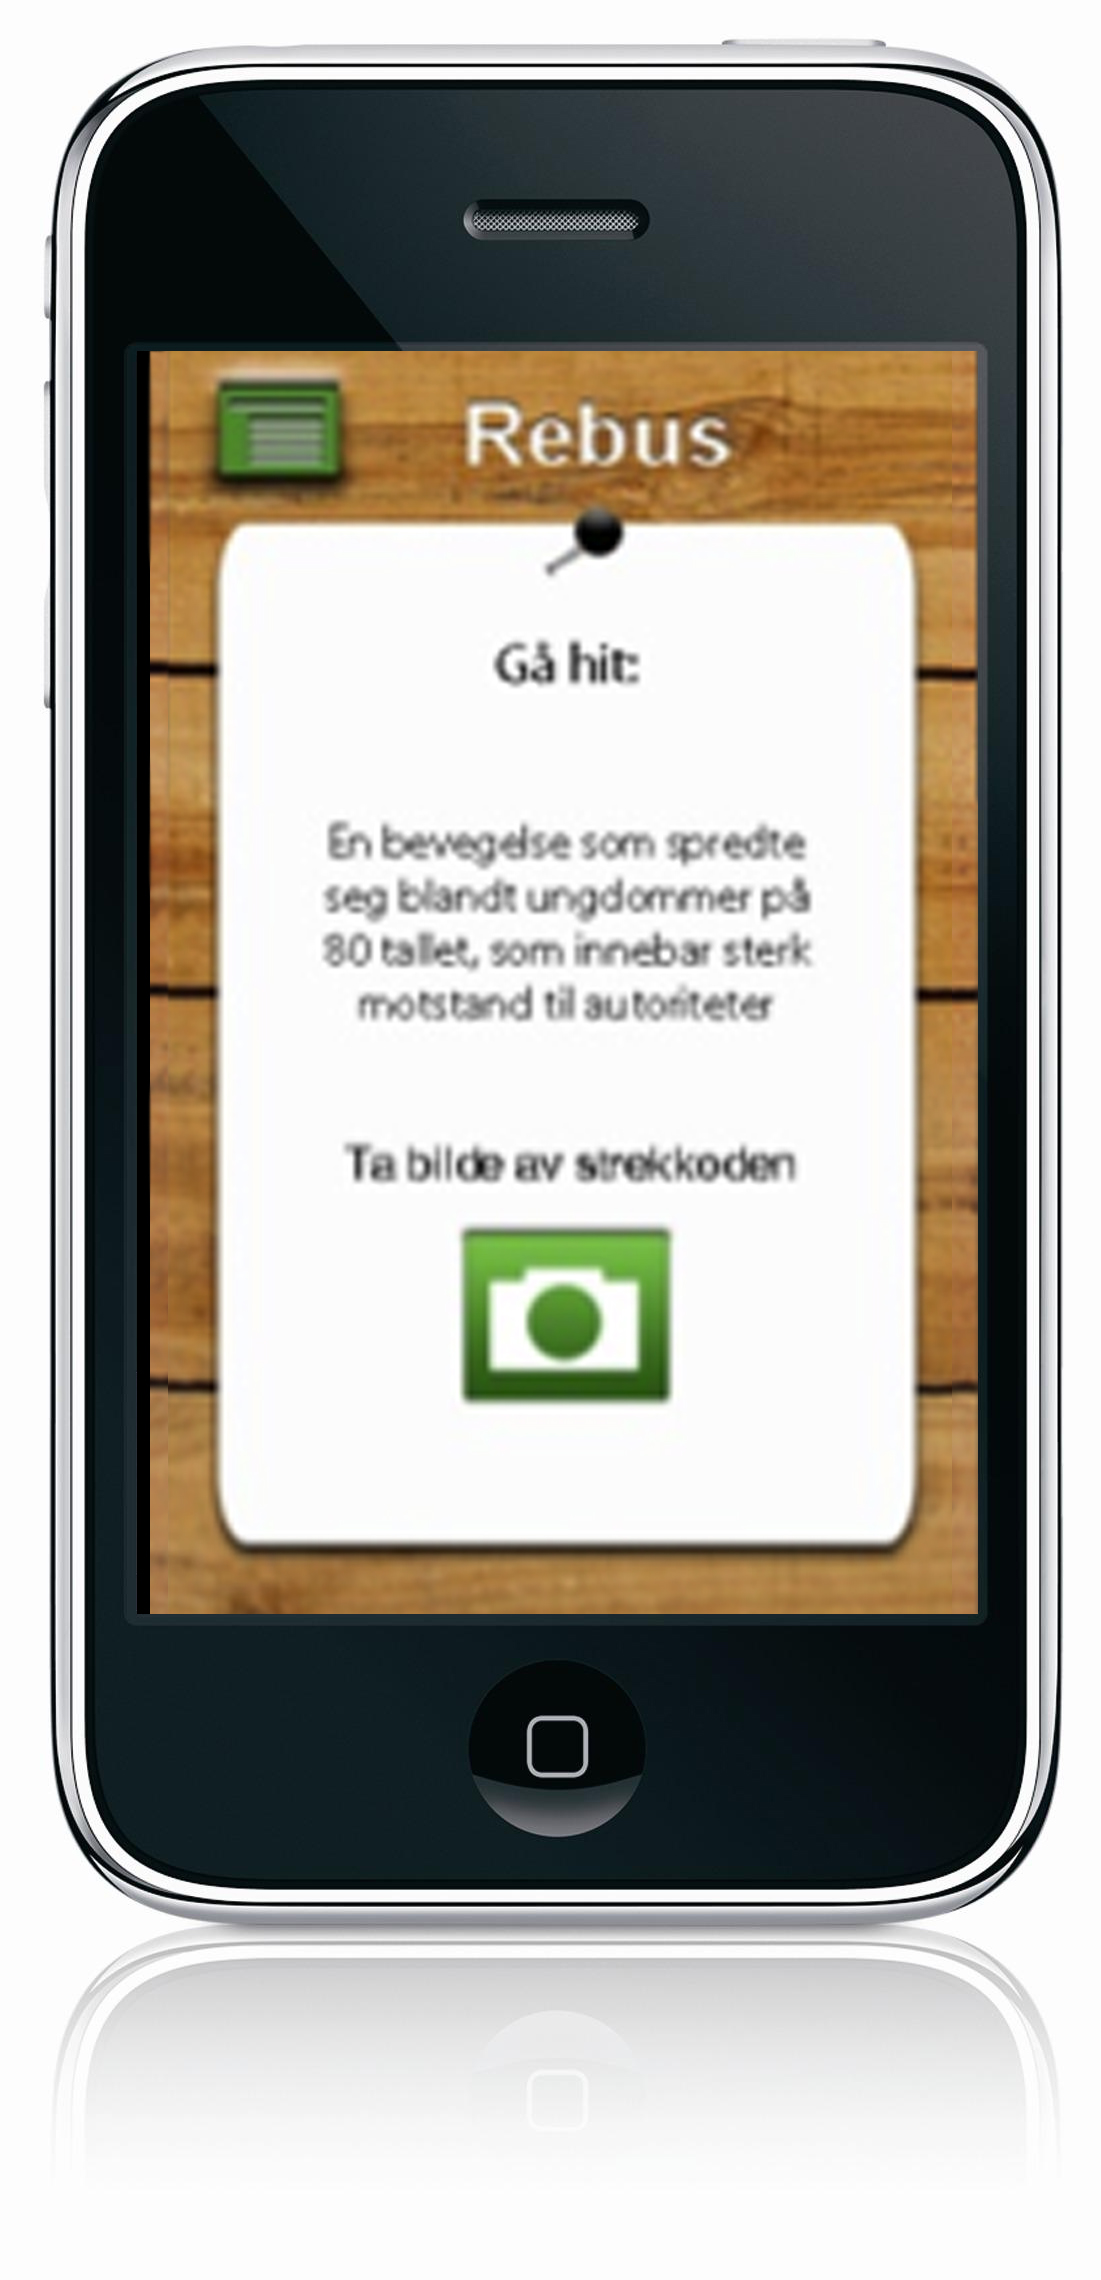 Rebus
Gå hit:
En bevegelse som spredte
seg blandt ungdommer på
80 tallet, som innebar sterk
motstand til autoriteter
Ta bilde av strekkoden